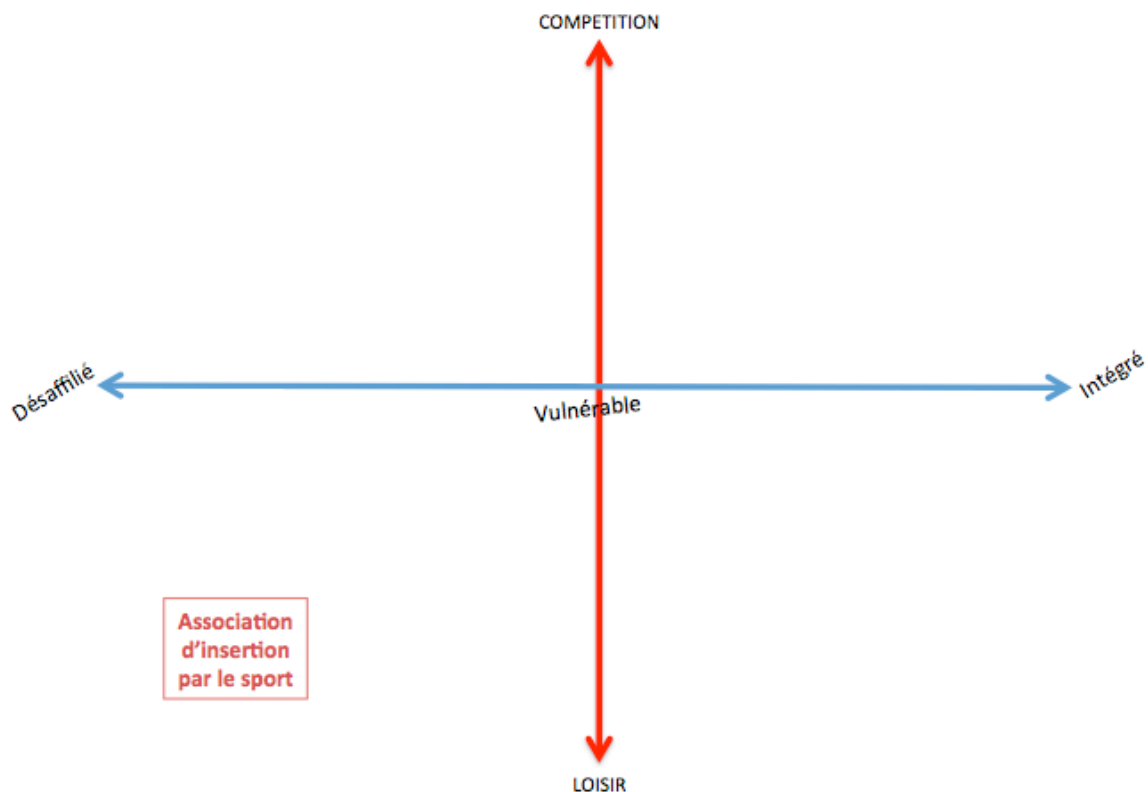 COMPETITION
Désaffilié
Vulnérable
Intégré
Association
d'insertion
par le sport
LOISIR